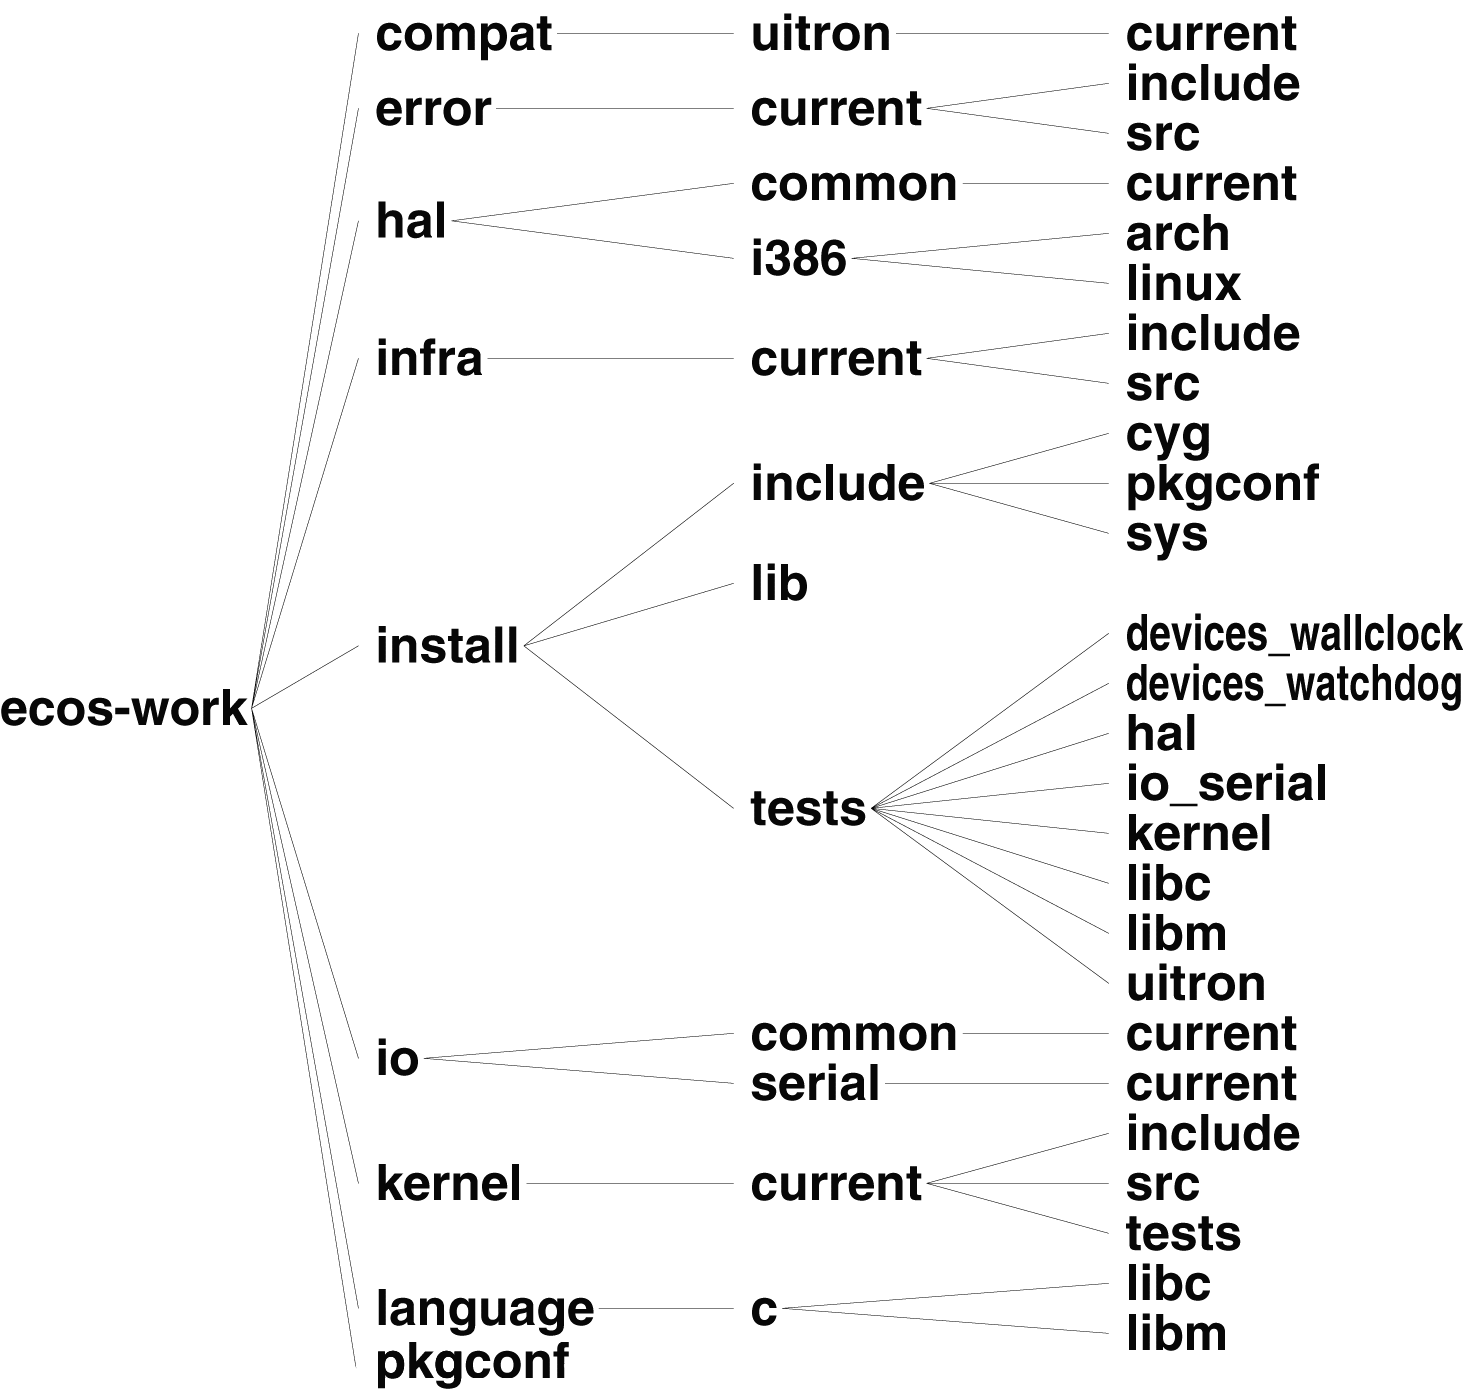 compat uitron current
include
error current
src
common current
hal
arch
i386
linux
include
infra current
src
cyg
include pkgconf
sys
lib
devices_wallclock
install
devices_watchdog
ecos-work
hal
io_serial
tests
kernel
libc
libm
uitron
common current
io
serial current
include
kernel current src
tests
libc
language c
libm
pkgconf